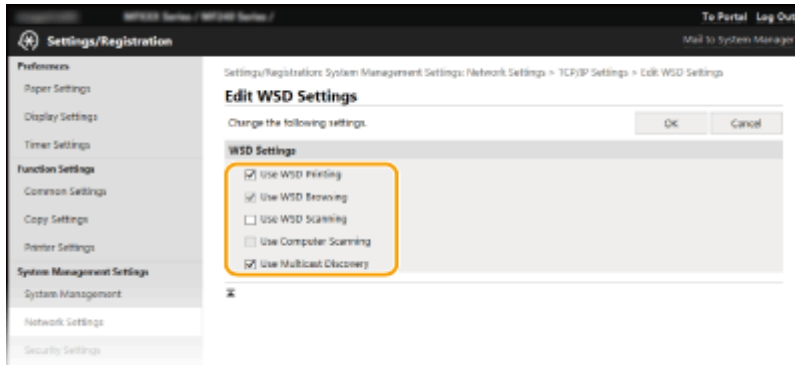 MF240 Series /
To Portal Log Out
Settings/Registration
Mail to System Manager
Preferences
Paper Settings
Display Settings
Timer Settings
Function Settings
Common Settings
Copy Settings
Printer Settings
System Management Settings
System Management
Network Settings
Security Settings
Settings/Registration: System Management Settings: Network Settings > TCP/IP Settings > Edit WSD Settings
Edit WSD Settings
Change the following settings.
OK
Cancel
WSD Settings
Use WSD Printing
Use WSD Browsing
Use WSD Scanning
Use Computer Scanning
Use Multicast Discovery